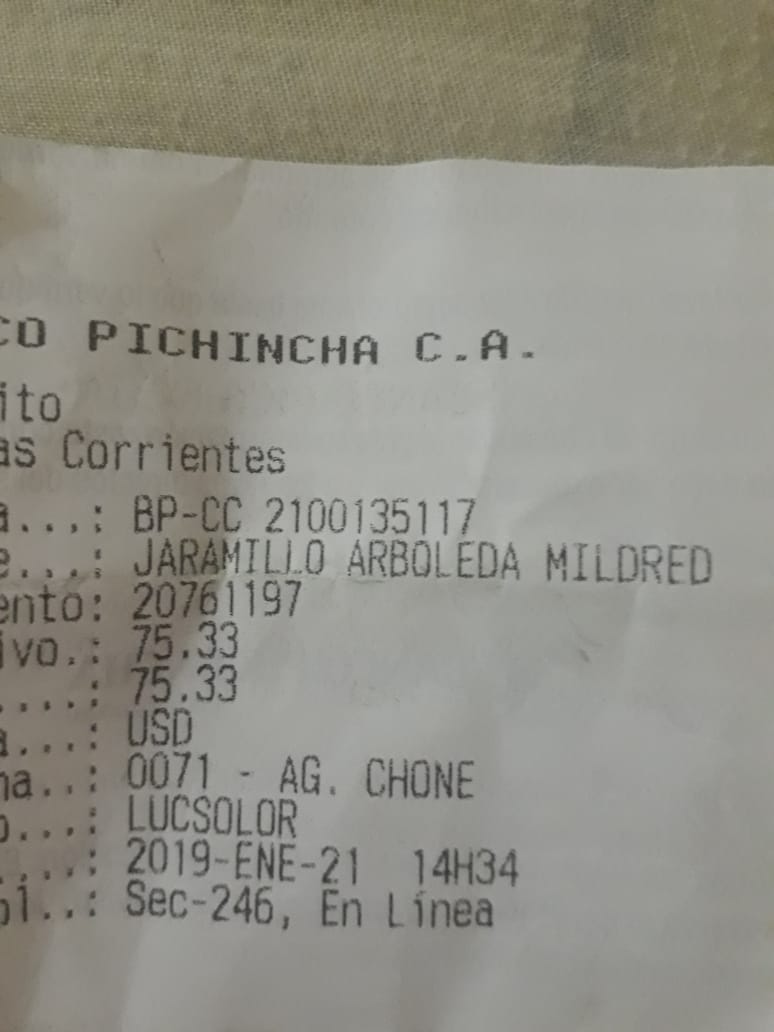 CO PICHINCHA C.A.
ito
as Corrientes
a...: BP-CC 2100135117
e...: JARAMILLO ARBOLEDA MILDRED
ento: 20761197
ivo.: 75.33
....: 75.33
a...: USD
na..: 0071 - AG. CHONE
o...: LUCSOLOR
....: 2019-ENE-21 14H34
ol..: Sec-246, En Línea